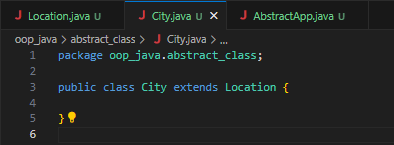 J Location.java U J City.java U × J AbstractApp.java U
oop_java > abstract_class > J City.java > ...
1 package oop_java.abstract_class;
2
3 public class City extends Location {
4
5 }
6